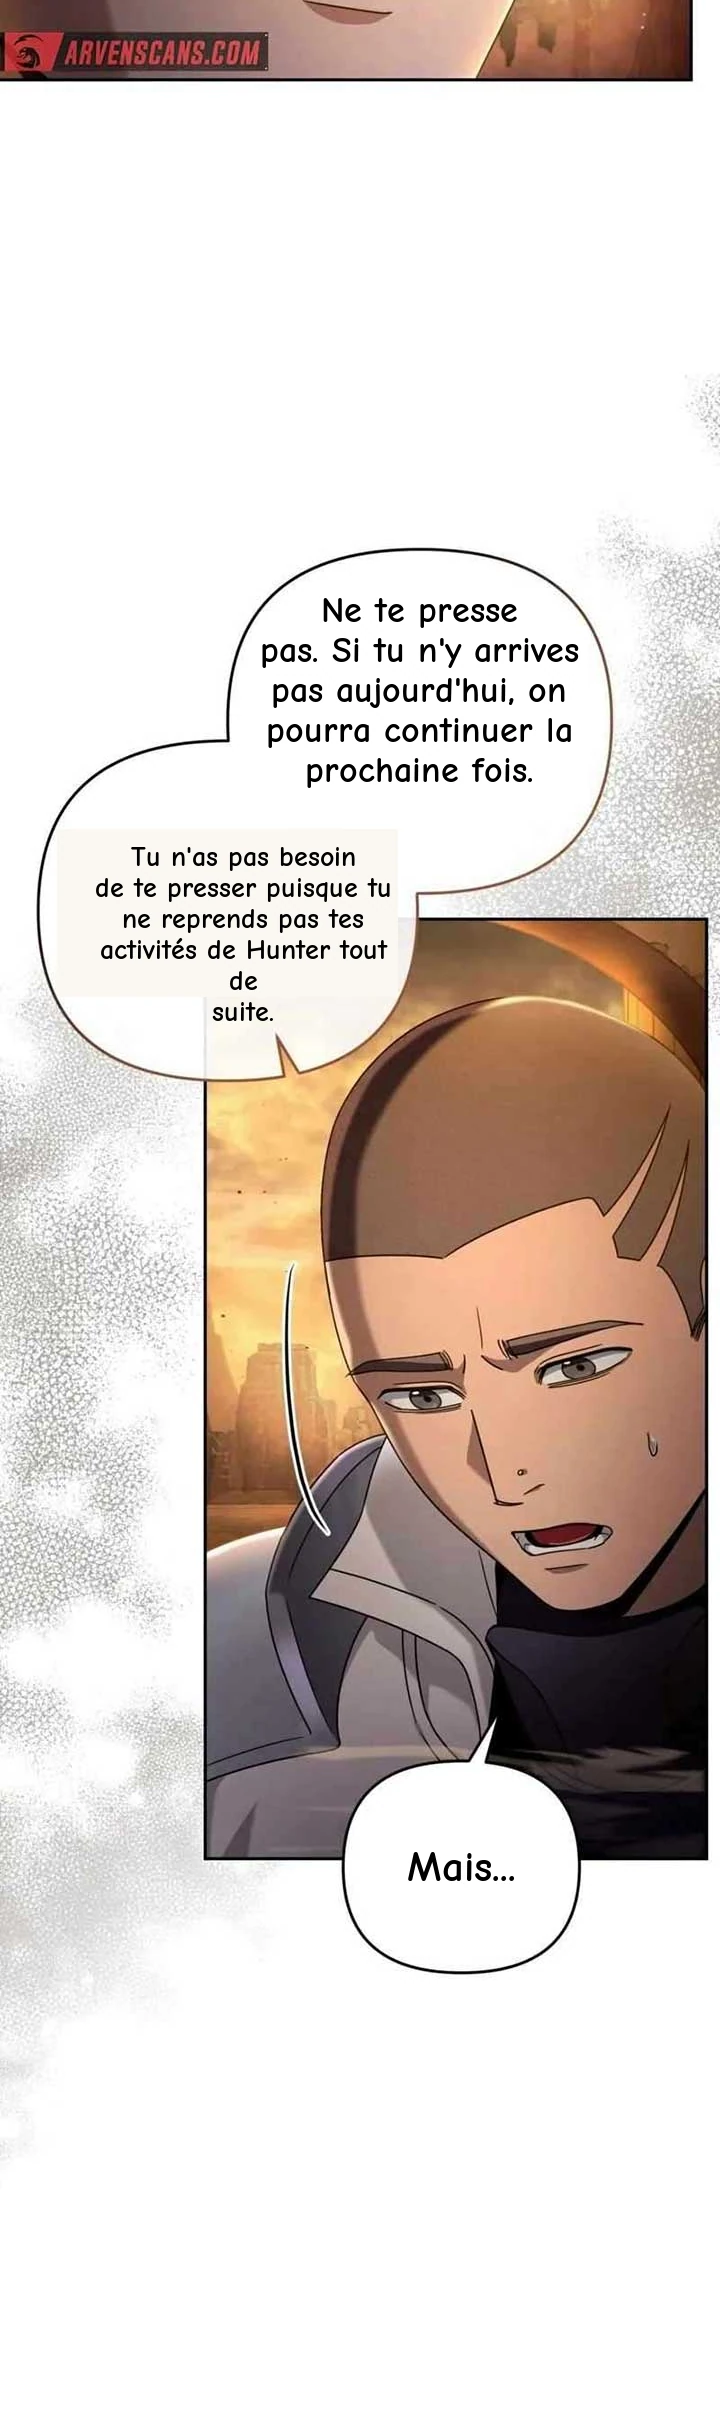 ARVENSCANS.COM
Ne te presse
pas. Si tu n'y arrives
pas aujourd'hui, on
pourra continuer la
prochaine fois.
Tu n'as pas besoin
de te presser puisque tu
ne reprends pas tes
activités de Hunter tout
de
suite.
Mais...